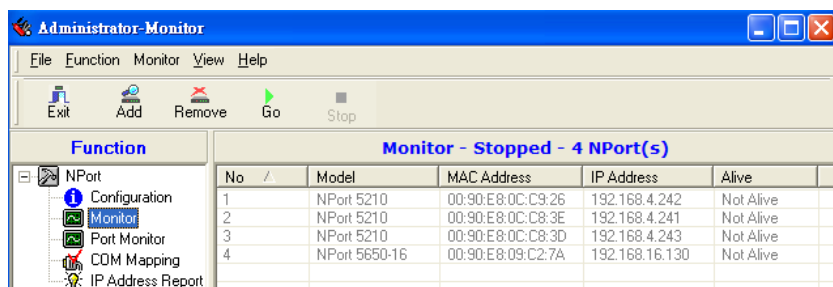 Administrator-Monitor
File Function Monitor View Help
Exit Add Remove Go Stop
Function
Monitor - Stopped - 4 NPort(s)
NPort
Configuration
Monitor
Port Monitor
COM Mapping
IP Address Report
No Model MAC Address IP Address Alive
1 NPort 5210 00:90:E8:0C:C9:26 192.168.4.242 Not Alive
2 NPort 5210 00:90:E8:0C:C8:3E 192.168.4.241 Not Alive
3 NPort 5210 00:90:E8:0C:C8:3D 192.168.4.243 Not Alive
4 NPort 5650-16 00:90:E8:09:C2:7A 192.168.16.130 Not Alive